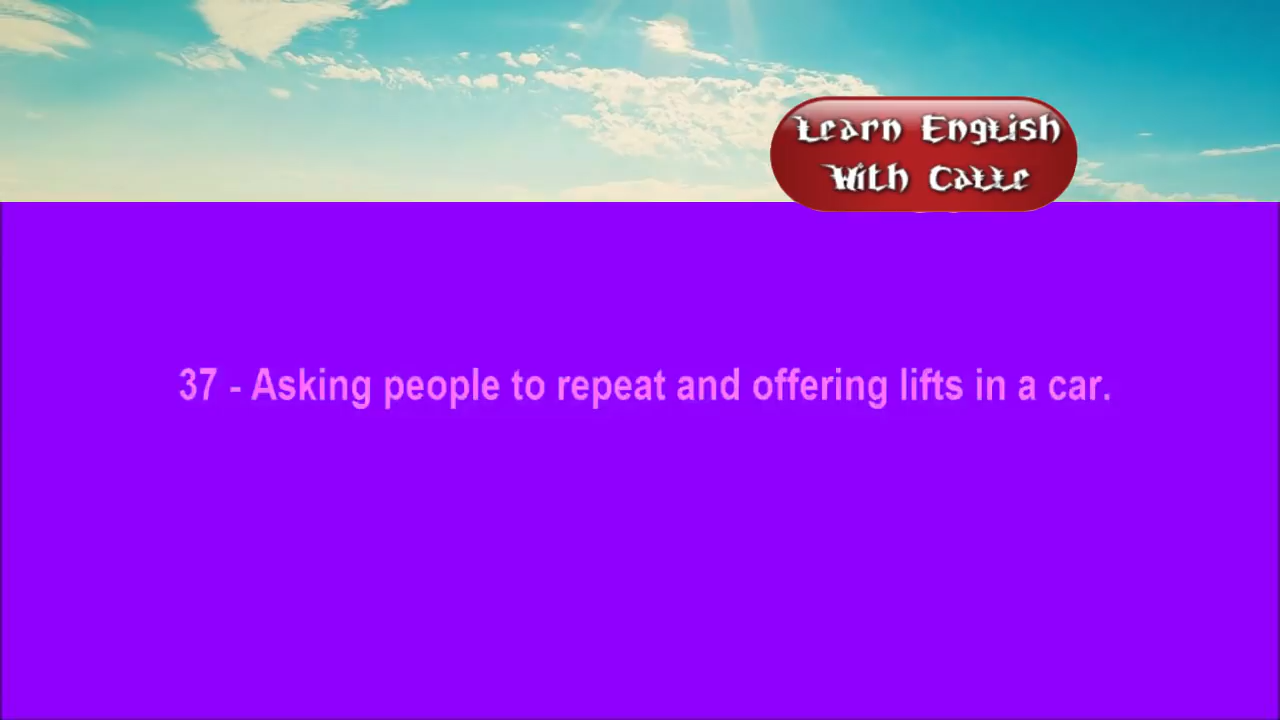 Learn English
With Catte
37 - Asking people to repeat and offering lifts in a car.